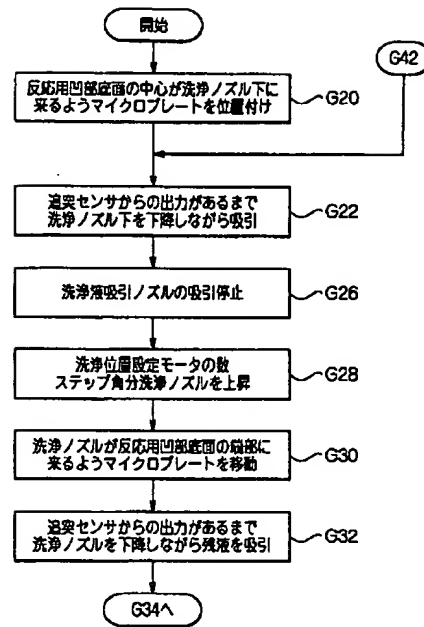 開始
G42
反応用凹部底面の中心が洗浄ノズル下に
来るようマイクロプレートを位置付け
G20
追突センサからの出力があるまで
洗浄ノズル下を下降しながら吸引
G22
洗浄液吸引ノズルの吸引停止
G26
洗浄位置設定モータの数
ステップ角分洗浄ノズルを上昇
G28
洗浄ノズルが反応用凹部底面の端部に
来るようマイクロプレートを移動
G30
追突センサからの出力があるまで
洗浄ノズルを下降しながら残液を吸引
G32
G34へ